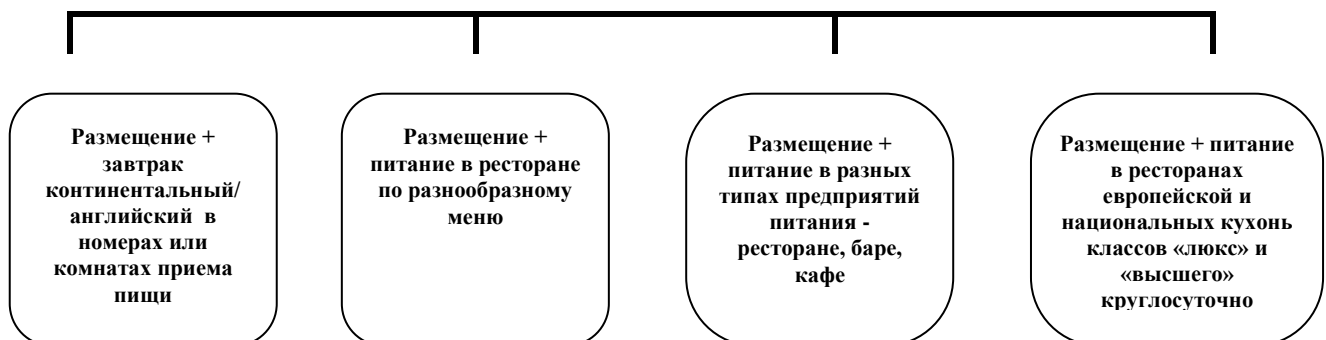 Размещение +
завтрак
континентальный/
английский в
номерах или
комнатах приема
пищи
Размещение +
питание в ресторане
по разнообразному
меню
Размещение +
питание в разных
типах предприятий
питания -
ресторане, баре,
кафе
Размещение + питание
в ресторанах
европейской и
национальных кухонь
классов «люкс» и
«высшего»
круглосуточно